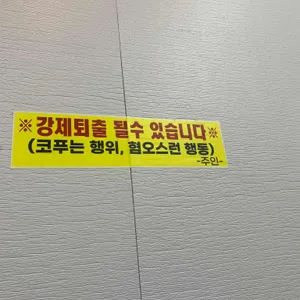 ※강제퇴출 될수 있습니다※
(코푸는 행위, 혐오스런 행동)
-주인-